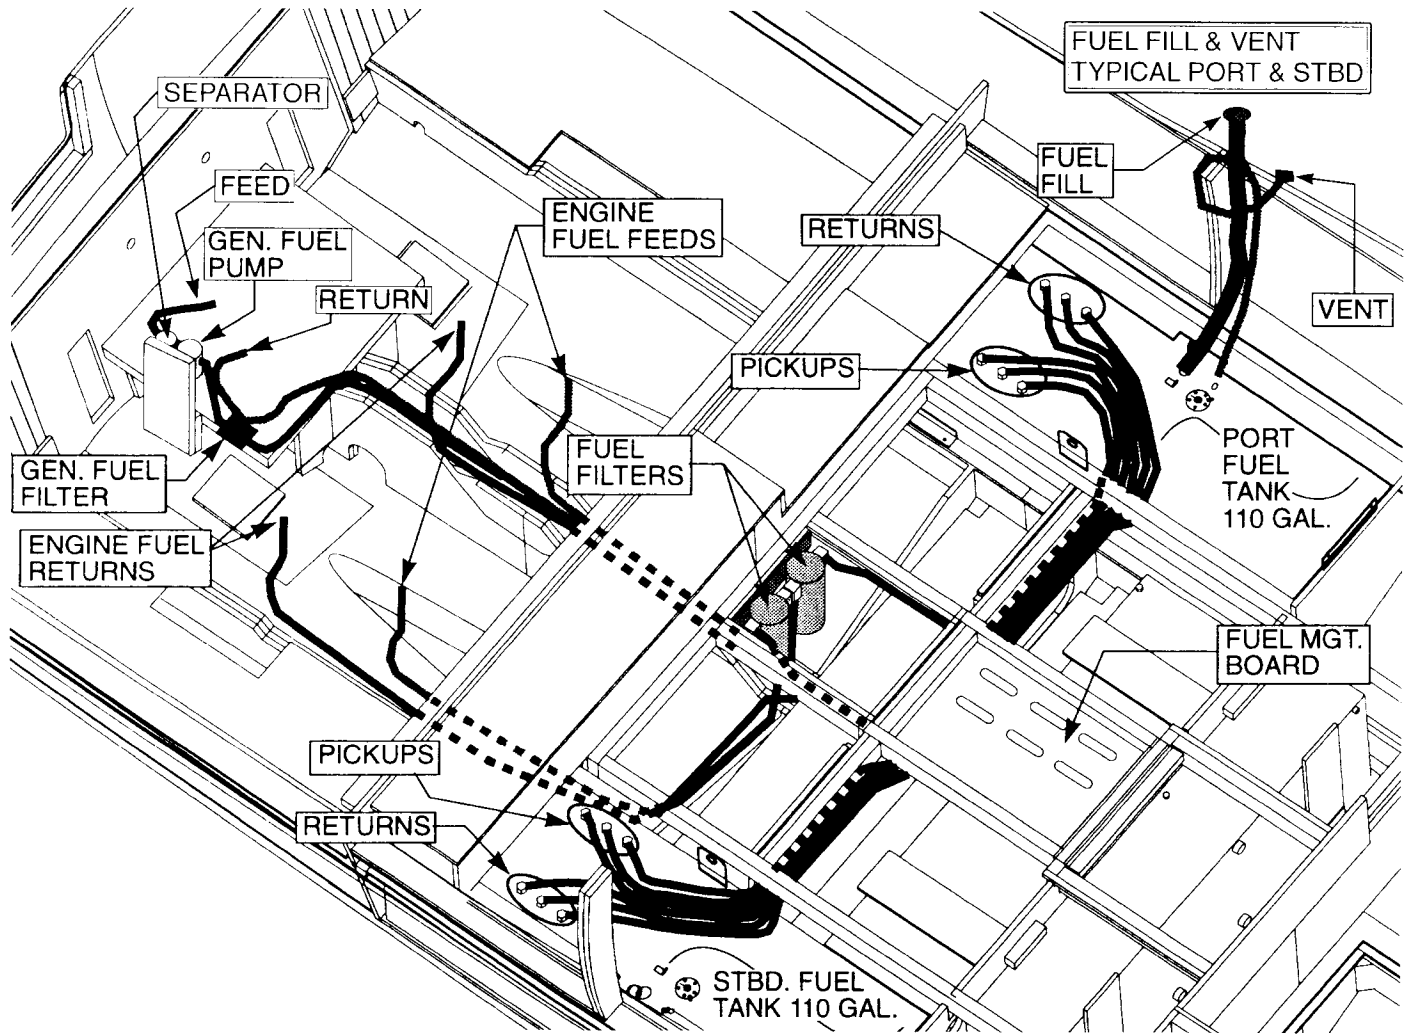 FUEL FILL & VENT
TYPICAL PORT & STBD
SEPARATOR
FUEL
FILL
FEED
ENGINE
FUEL FEEDS
RETURNS
GEN. FUEL
PUMP
RETURN
VENT
PICKUPS
FUEL
FILTERS
PORT
FUEL
TANK
110 GAL.
GEN. FUEL
FILTER
ENGINE FUEL
RETURNS
FUEL MGT.
BOARD
PICKUPS
RETURNS
STBD. FUEL
TANK 110 GAL.